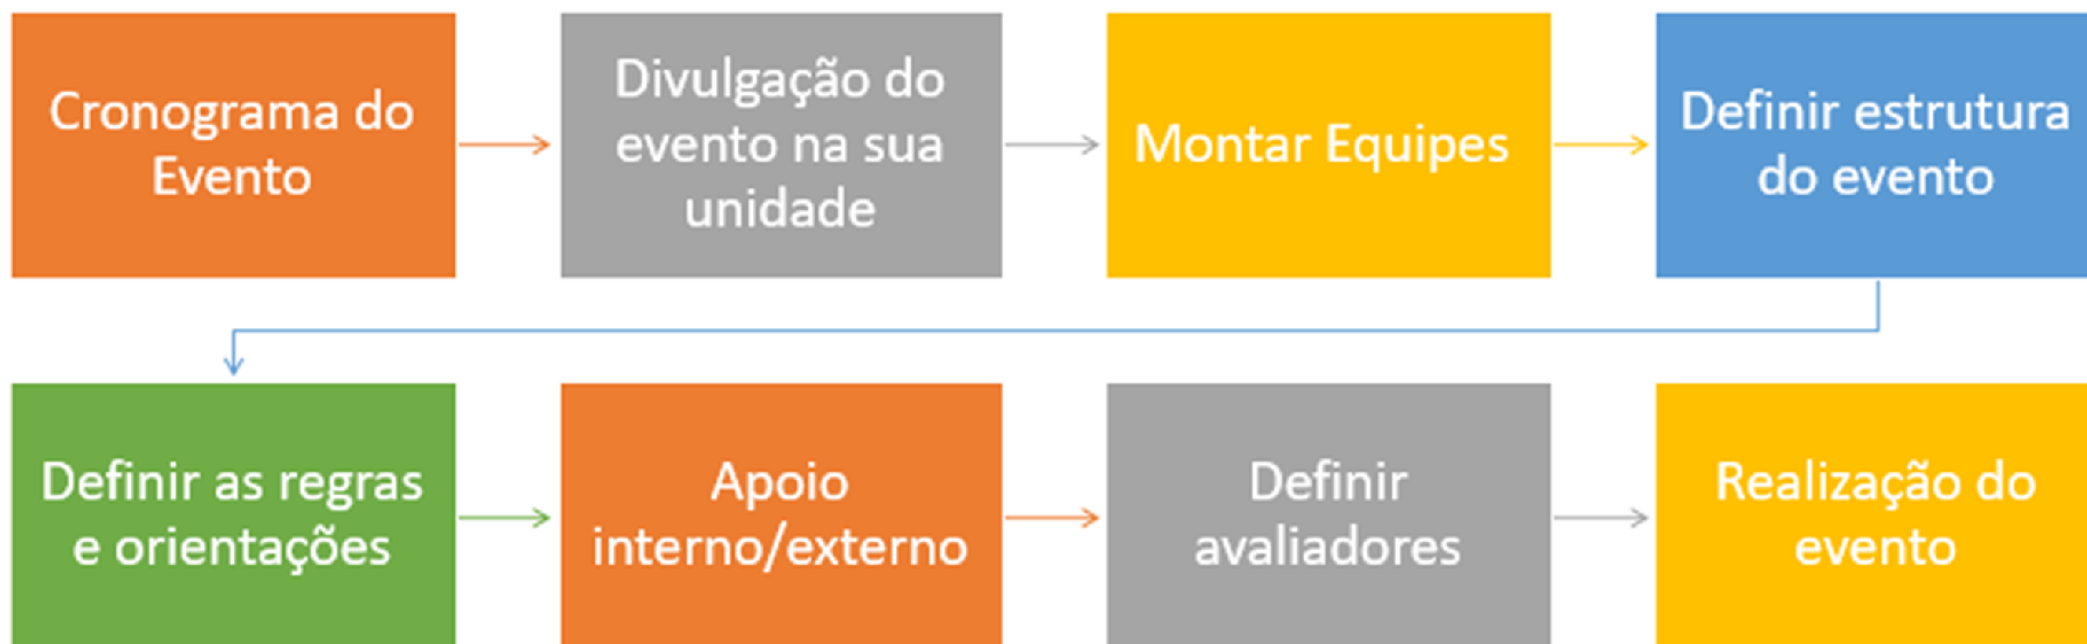 Cronograma do
Evento
Divulgação do
evento na sua
unidade
Montar Equipes
Definir estrutura
do evento
Definir as regras
e orientações
Apoio
interno/externo
Definir
avaliadores
Realização do
evento